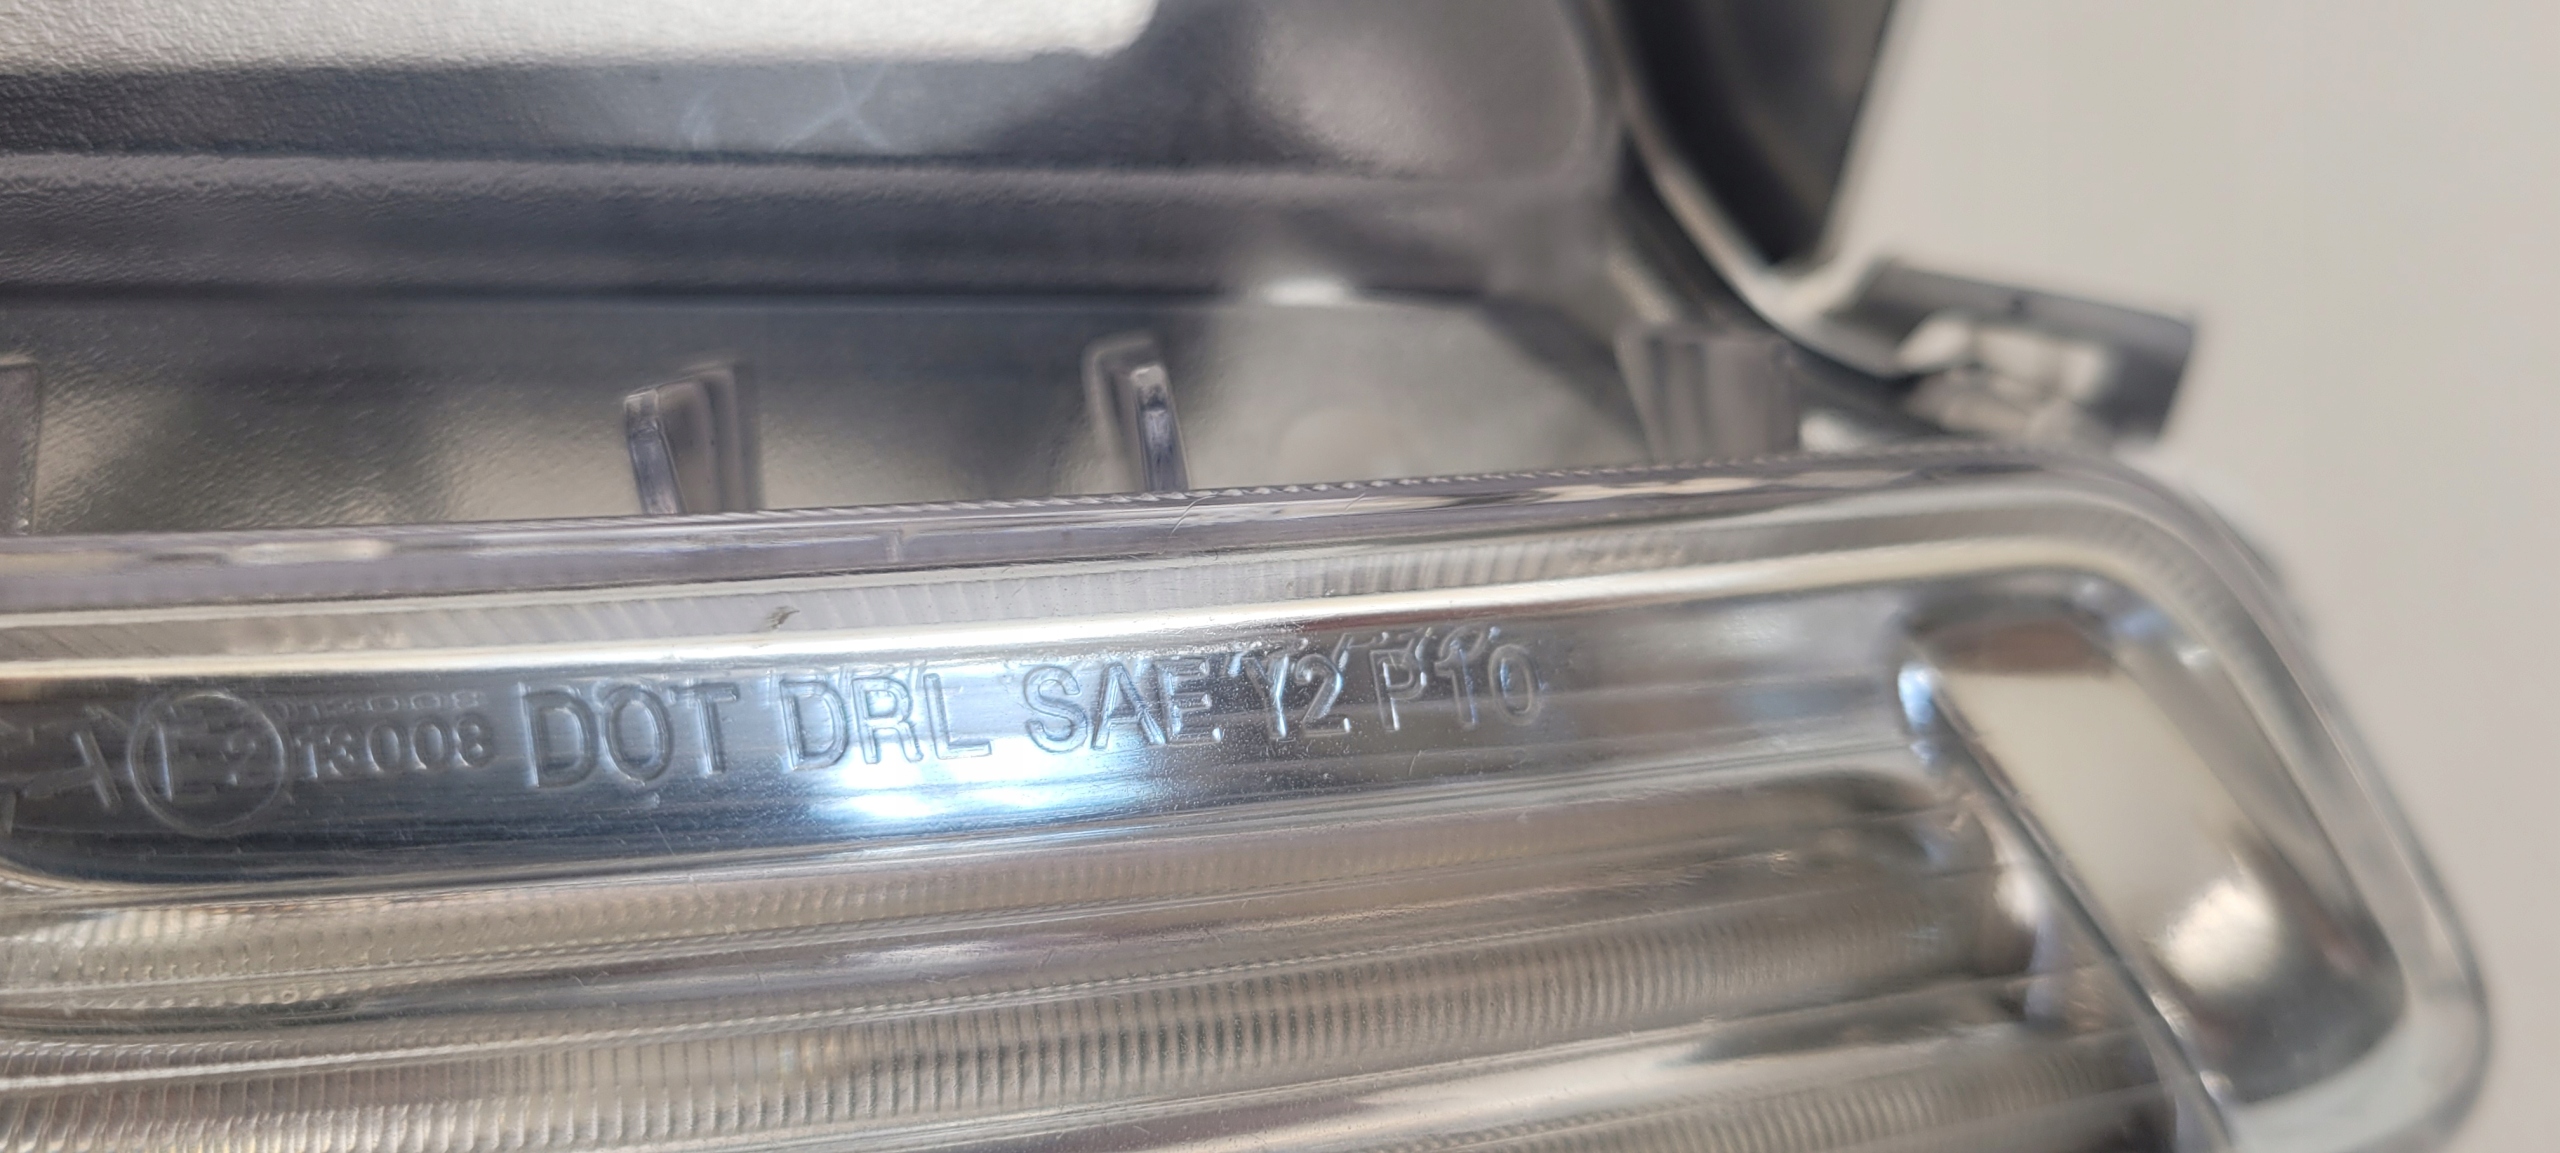 E2 13008 DOT DRL SAE Y2 P10